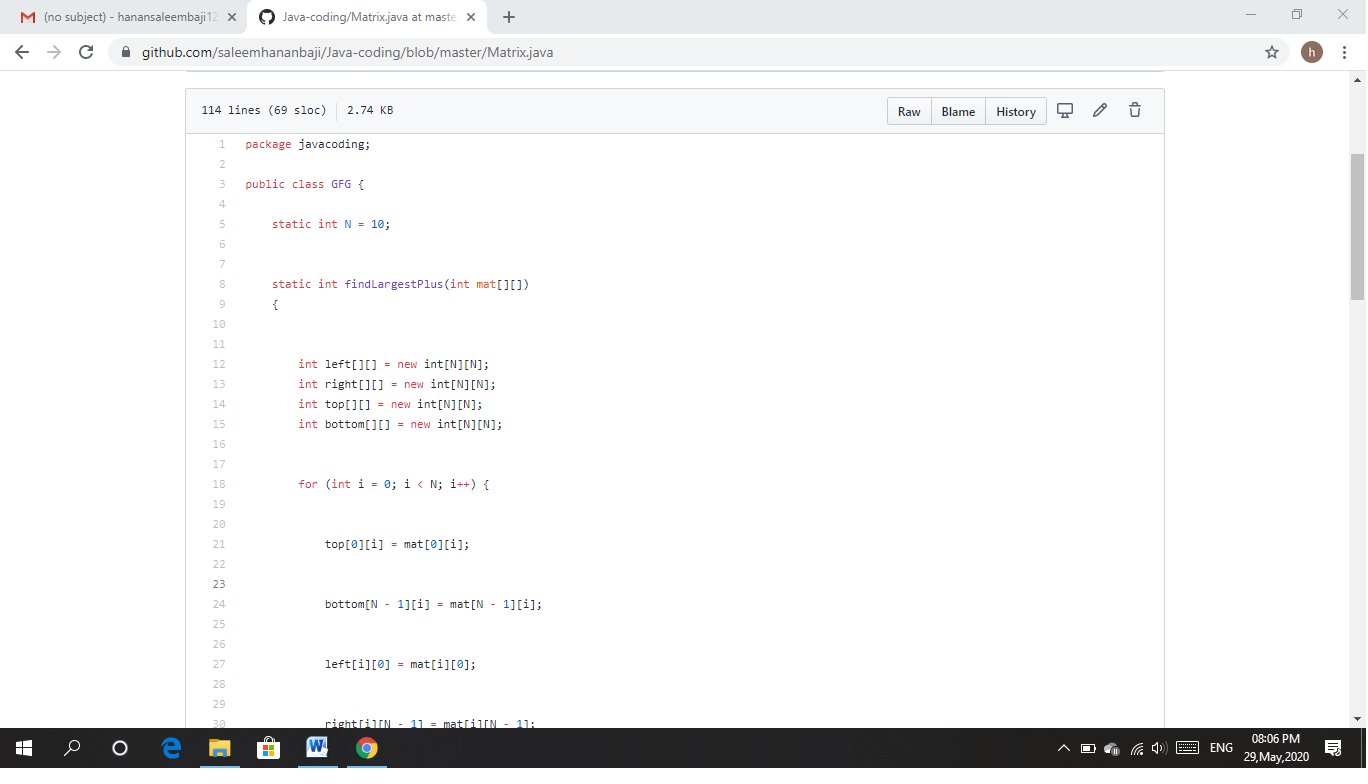 (no subject) - hanansaleembaji12
Java-coding/Matrix.java at maste
github.com/saleemhananbaji/Java-coding/blob/master/Matrix.java
h
114 lines (69 sloc) 2.74 KB
Raw Blame History
1 package javacoding;
2
3 public class GFG {
4
5 static int N = 10;
6
7
8 static int findLargestPlus(int mat[][])
9 {
10
11
12 int left[][] = new int[N][N];
13 int right[][] = new int[N][N];
14 int top[][] = new int[N][N];
15 int bottom[][] = new int[N][N];
16
17
18 for (int i = 0; i < N; i++) {
19
20
21 top[0][i] = mat[0][i];
22
23
24 bottom[N - 1][i] = mat[N - 1][i];
25
26
27 left[i][0] = mat[i][0];
28
29
30 right[i][N - 1] = mat[i][N - 1];
ENG
08:06 PM
29,May,2020